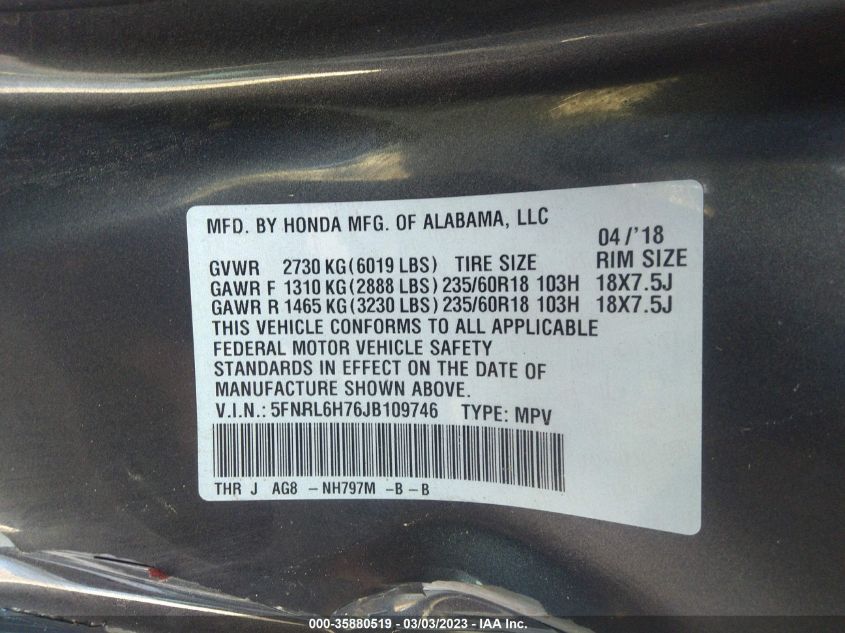 MFD. BY HONDA MFG. OF ALABAMA, LLC
04/'18
GVWR 2730 KG(6019 LBS) TIRE SIZE RIM SIZE
GAWR F 1310 KG(2888 LBS) 235/60R18 103H 18X7.5J
GAWR R 1465 KG(3230 LBS) 235/60R18 103H 18X7.5J
THIS VEHICLE CONFORMS TO ALL APPLICABLE
FEDERAL MOTOR VEHICLE SAFETY
STANDARDS IN EFFECT ON THE DATE OF
MANUFACTURE SHOWN ABOVE.
V.I.N.: 5FNRL6H76JB109746 TYPE: MPV
THR J AG8 -NH797M -B -B
000-35880519 - 03/03/2023 - IAA Inc.